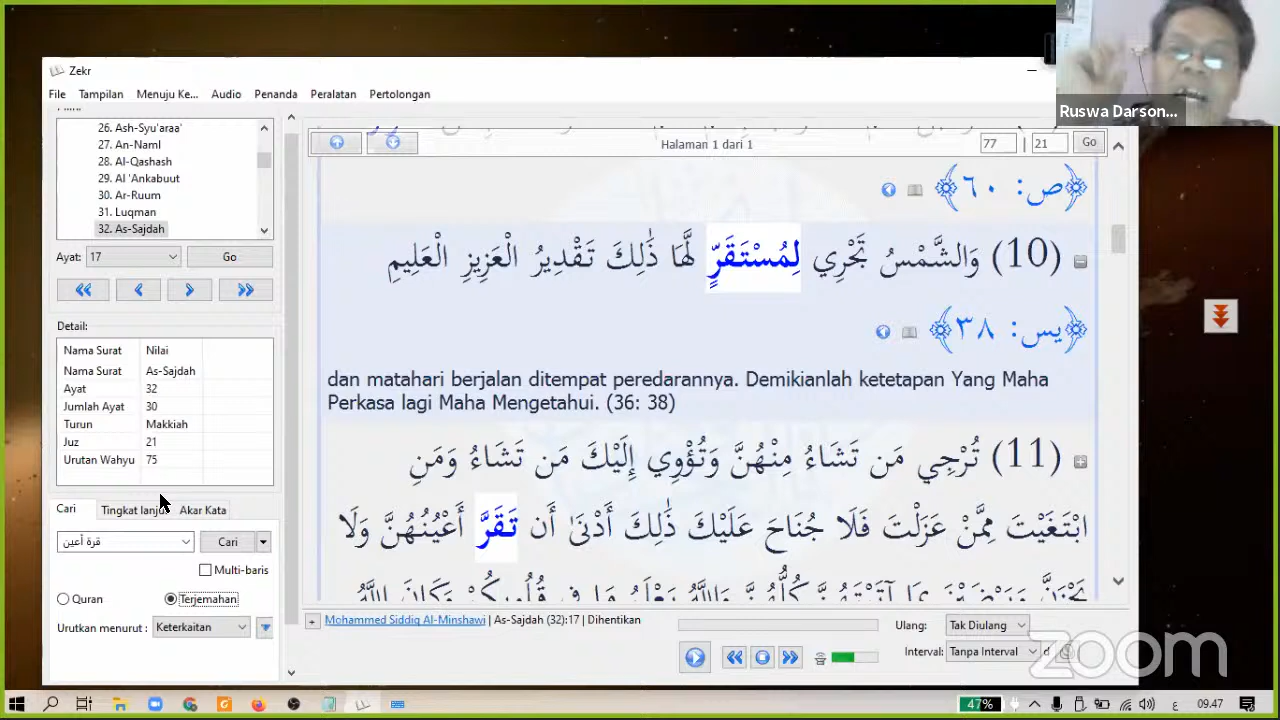 Zekr
File Tampilan Menuju Ke... Audio Penanda Peralatan Pertolongan
Ruswa Darson...
26. Ash-Syu'araa'
27. An-Naml
28. Al-Qashash
29. Al 'Ankabuut
30. Ar-Ruum
31. Luqman
32. As-Sajdah
Ayat: 17 Go
Detail:
Nama Surat Nilai
Nama Surat As-Sajdah
Ayat 32
Jumlah Ayat 30
Turun Makkiah
Juz 21
Urutan Wahyu 75
Cari Tingkat lanju Akar Kata
قرة أعين Cari
Multi-baris
Quran Terjemahan
Urutkan menurut : Keterkaitan
Halaman 1 dari 1 77 | 21 Go
﴿ص: ٦٠﴾
(10) وَالشَّمْسُ تَجْرِي لِمُسْتَقَرٍّ لَّهَا ذَٰلِكَ تَقْدِيرُ الْعَزِيزِ الْعَلِيمِ
﴿يس: ٣٨﴾
dan matahari berjalan ditempat peredarannya. Demikianlah ketetapan Yang Maha
Perkasa lagi Maha Mengetahui. (36: 38)
(11) تُرْجِي مَن تَشَاءُ مِنْهُنَّ وَتُؤْوِي إِلَيْكَ مَن تَشَاءُ وَمَنِ
ابْتَغَيْتَ مِمَّنْ عَزَلْتَ فَلَا جُنَاحَ عَلَيْكَ ذَٰلِكَ أَدْنَىٰ أَن تَقَرَّ أَعْيُنُهُنَّ وَلَا
Mohammed Siddiq Al-Minshawi | As-Sajdah (32):17 | Dihentikan
Ulang: Tak Diulang
Interval: Tanpa Interval d
zoom
47% ع 09.47